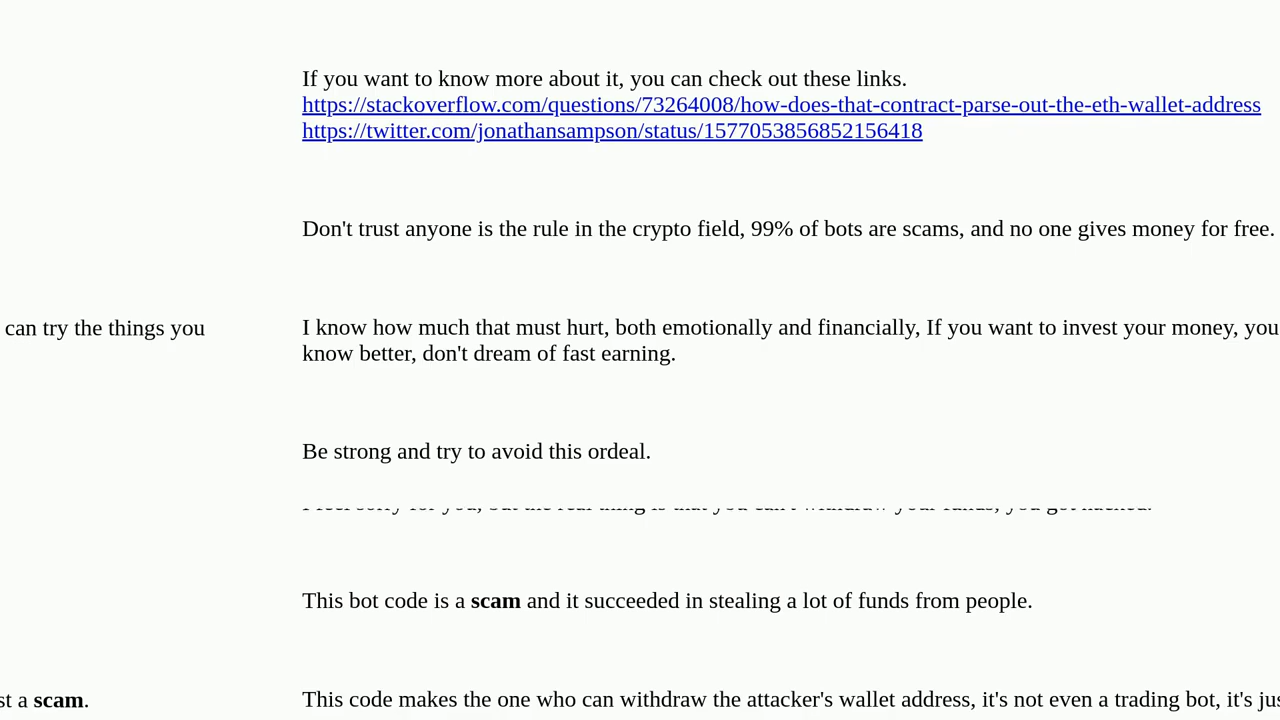 If you want to know more about it, you can check out these links.
https://stackoverflow.com/questions/73264008/how-does-that-contract-parse-out-the-eth-wallet-address
https://twitter.com/jonathansampson/status/1577053856852156418
Don't trust anyone is the rule in the crypto field, 99% of bots are scams, and no one gives money for free.
can try the things you
I know how much that must hurt, both emotionally and financially, If you want to invest your money, you
know better, don't dream of fast earning.
Be strong and try to avoid this ordeal.
This bot code is a scam and it succeeded in stealing a lot of funds from people.
st a scam.
This code makes the one who can withdraw the attacker's wallet address, it's not even a trading bot, it's jus